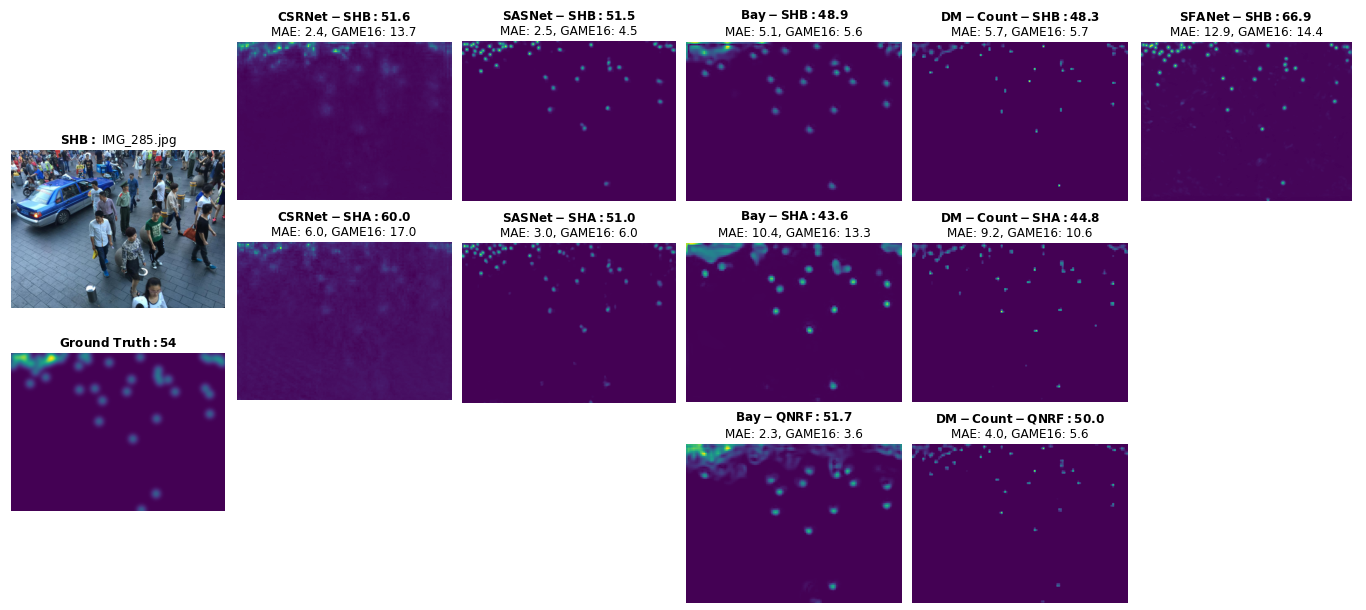 CSRNet − SHB: 51.6
MAE: 2.4, GAME16: 13.7
SASNet − SHB: 51.5
MAE: 2.5, GAME16: 4.5
Bay − SHB: 48.9
MAE: 5.1, GAME16: 5.6
DM − Count − SHB: 48.3
MAE: 5.7, GAME16: 5.7
SFANet − SHB: 66.9
MAE: 12.9, GAME16: 14.4
SHB: IMG_285.jpg
CSRNet − SHA: 60.0
MAE: 6.0, GAME16: 17.0
SASNet − SHA: 51.0
MAE: 3.0, GAME16: 6.0
Bay − SHA: 43.6
MAE: 10.4, GAME16: 13.3
DM − Count − SHA: 44.8
MAE: 9.2, GAME16: 10.6
Ground Truth: 54
Bay − QNRF: 51.7
MAE: 2.3, GAME16: 3.6
DM − Count − QNRF: 50.0
MAE: 4.0, GAME16: 5.6